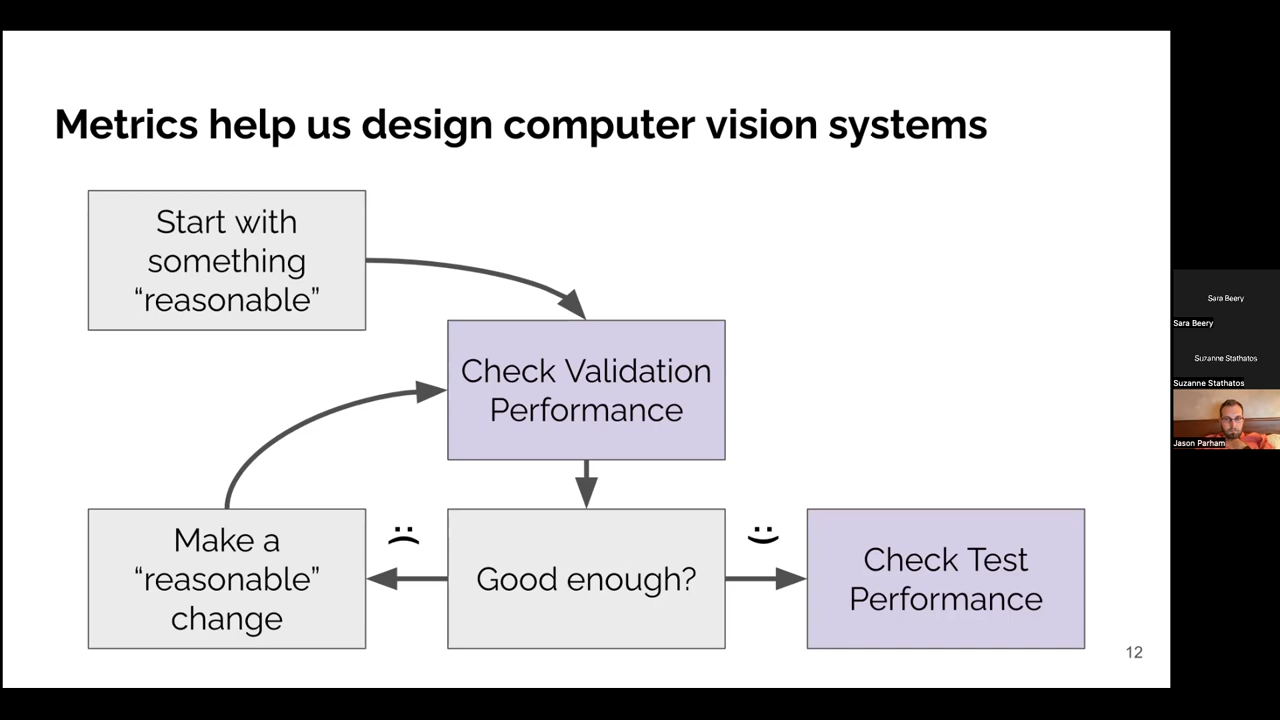 Metrics help us design computer vision systems
Start with
something
“reasonable”
Check Validation
Performance
Make a
“reasonable”
change
:(
Good enough?
:)
Check Test
Performance
12
Sara Beery
Sara Beery
Suzanne Stathatos
Suzanne Stathatos
Jason Parham